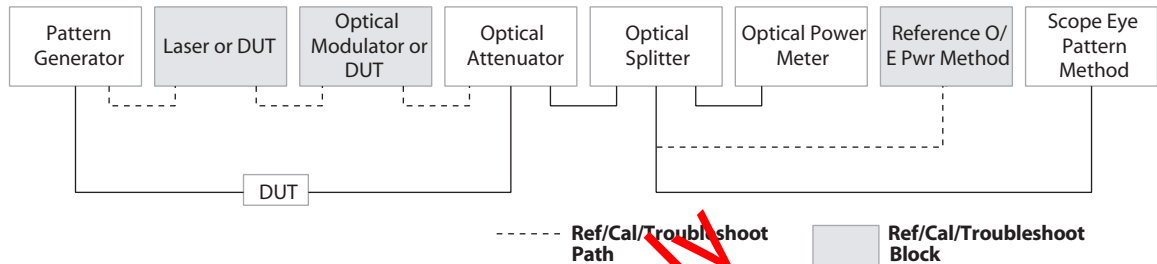 Pattern
Generator
Laser or DUT
Optical
Modulator or
DUT
Optical
Attenuator
Optical
Splitter
Optical Power
Meter
Reference O/
E Pwr Method
Scope Eye
Pattern
Method
DUT
Ref/Cal/Troubleshoot
Path
Ref/Cal/Troubleshoot
Block